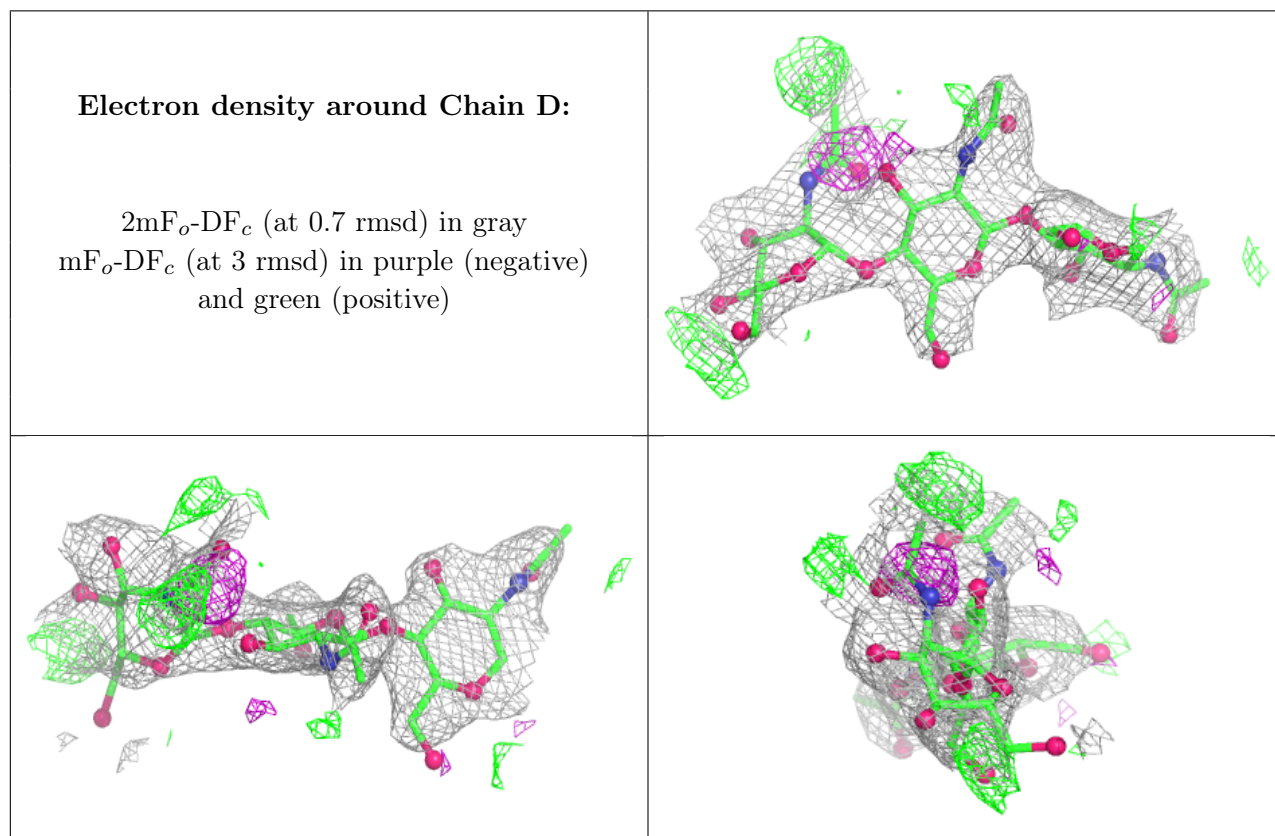 Electron density around Chain D:
2mFₒ-DF𝒸 (at 0.7 rmsd) in gray
mFₒ-DF𝒸 (at 3 rmsd) in purple (negative)
and green (positive)